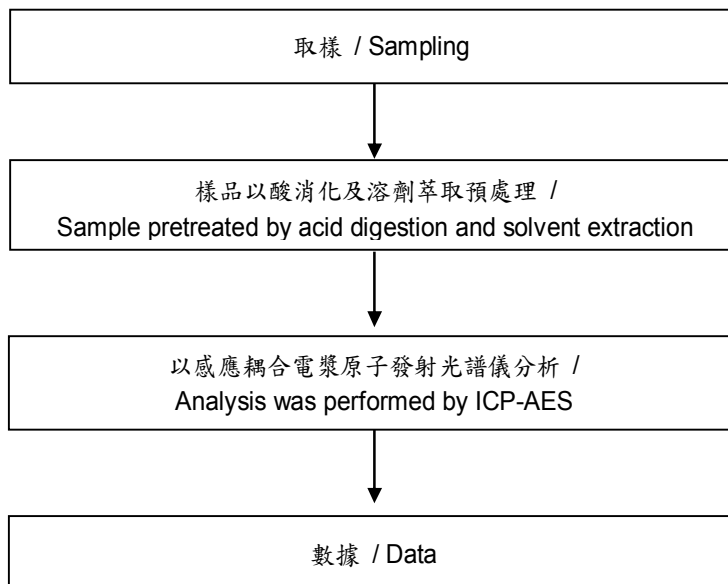 取樣 / Sampling
樣品以酸消化及溶劑萃取預處理 /
Sample pretreated by acid digestion and solvent extraction
以感應耦合電漿原子發射光譜儀分析 /
Analysis was performed by ICP-AES
數據 / Data